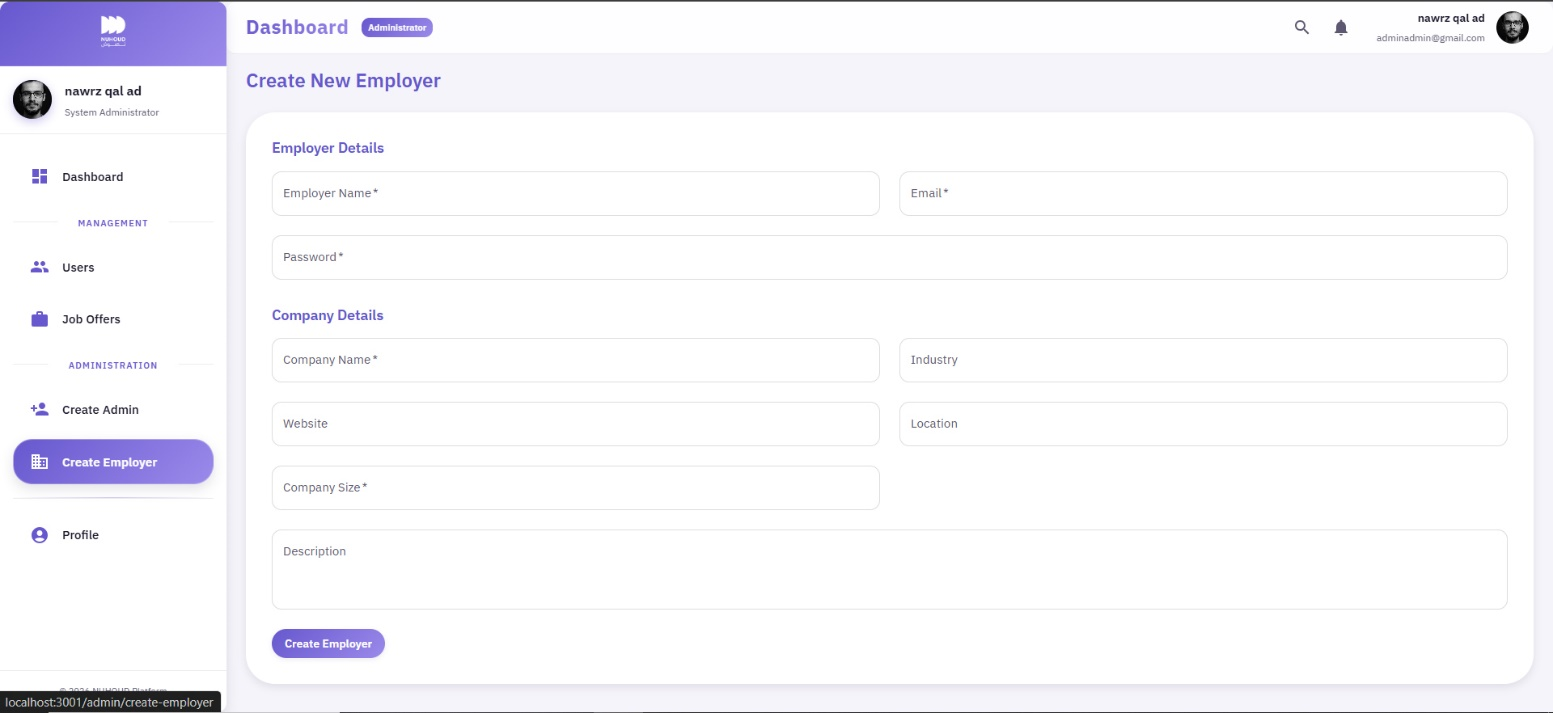 NUHOUD
Dashboard
Administrator
nawrz qal ad
adminadmin@gmail.com
nawrz qal ad
System Administrator
Dashboard
MANAGEMENT
Users
Job Offers
ADMINISTRATION
Create Admin
Create Employer
Profile
Create New Employer
Employer Details
Employer Name*
Email*
Password*
Company Details
Company Name*
Industry
Website
Location
Company Size*
Description
Create Employer
localhost:3001/admin/create-employer